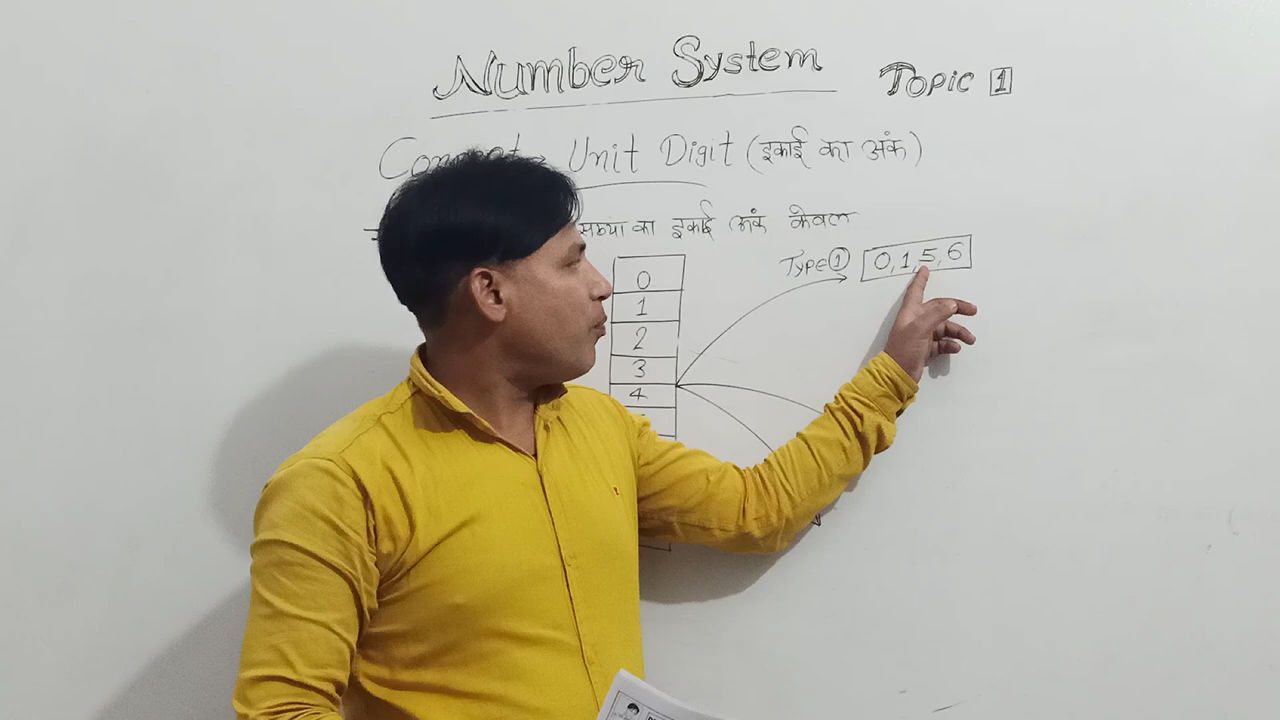 Number System
Topic 1
Concept → Unit Digit (इकाई का अंक)
संख्या का इकाई अंक केवल
Type ① 0,1,5,6
0
1
2
3
4